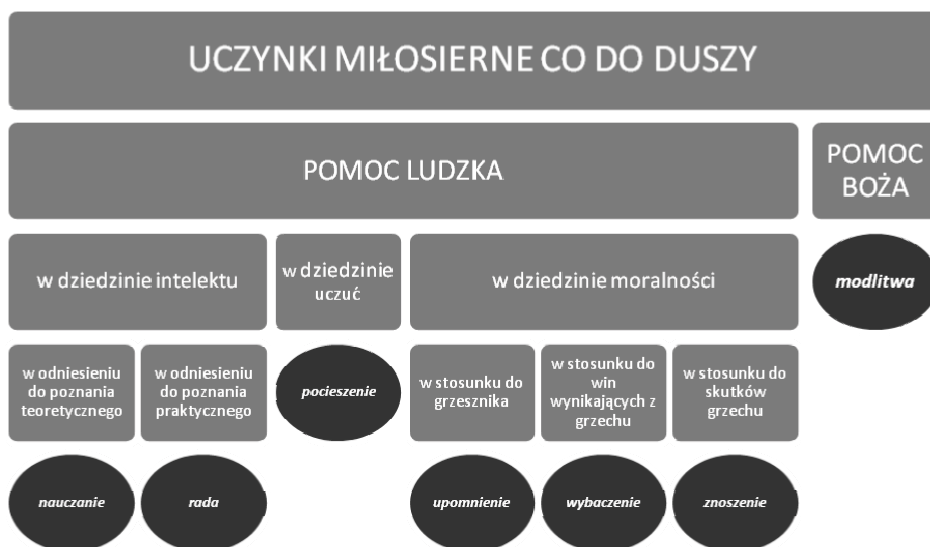 UCZYNKI MIŁOSIERNE CO DO DUSZY
POMOC LUDZKA
POMOC
BOŻA
w dziedzinie intelektu
w dziedzinie
uczuć
w dziedzinie moralności
modlitwa
w odniesieniu
do poznania
teoretycznego
w odniesieniu
do poznania
praktycznego
pocieszenie
w stosunku do
grzesznika
w stosunku do
win
wynikających z
grzechu
w stosunku do
skutków
grzechu
nauczanie
rada
upomnienie
wybaczenie
znoszenie